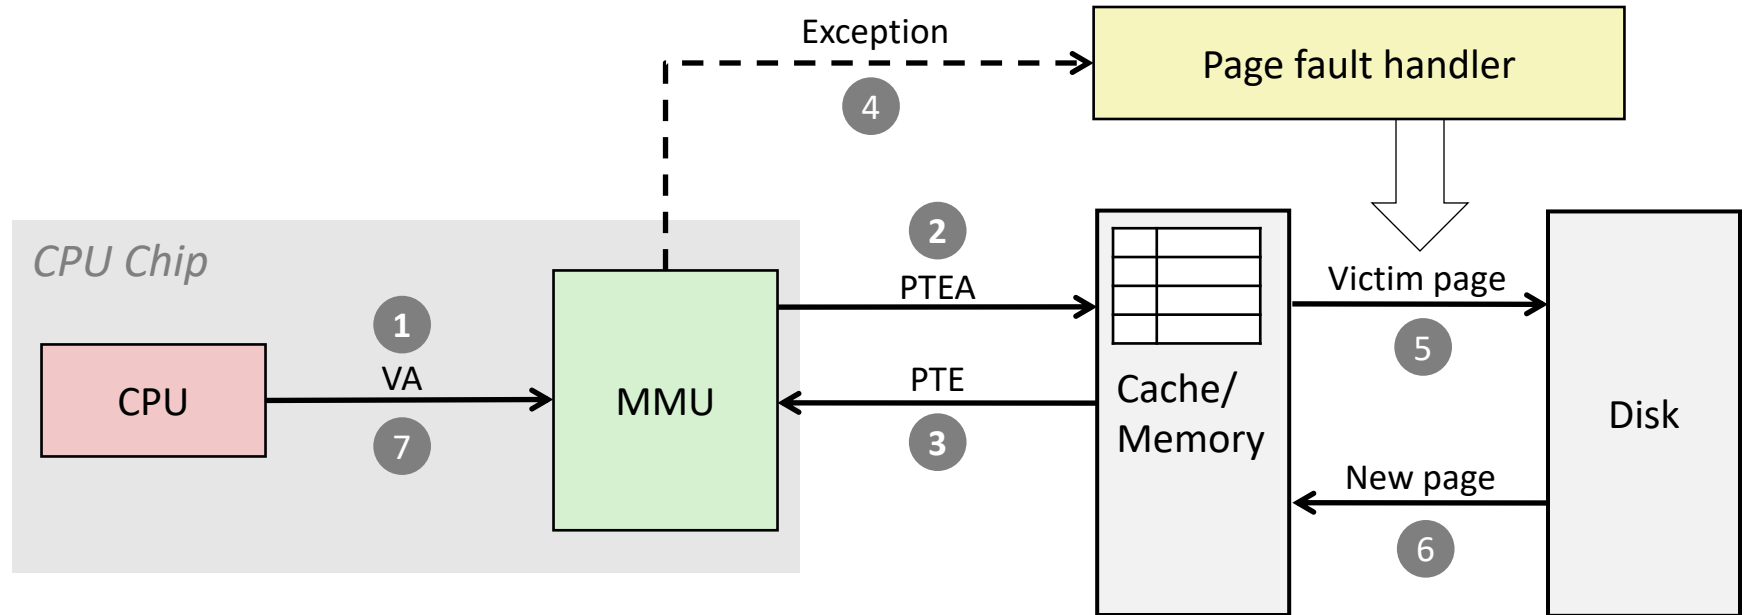 Exception
Page fault handler
4
2
CPU Chip
PTEA
Victim page
1
5
VA
PTE
CPU
MMU
Cache/
Memory
Disk
7
3
New page
6